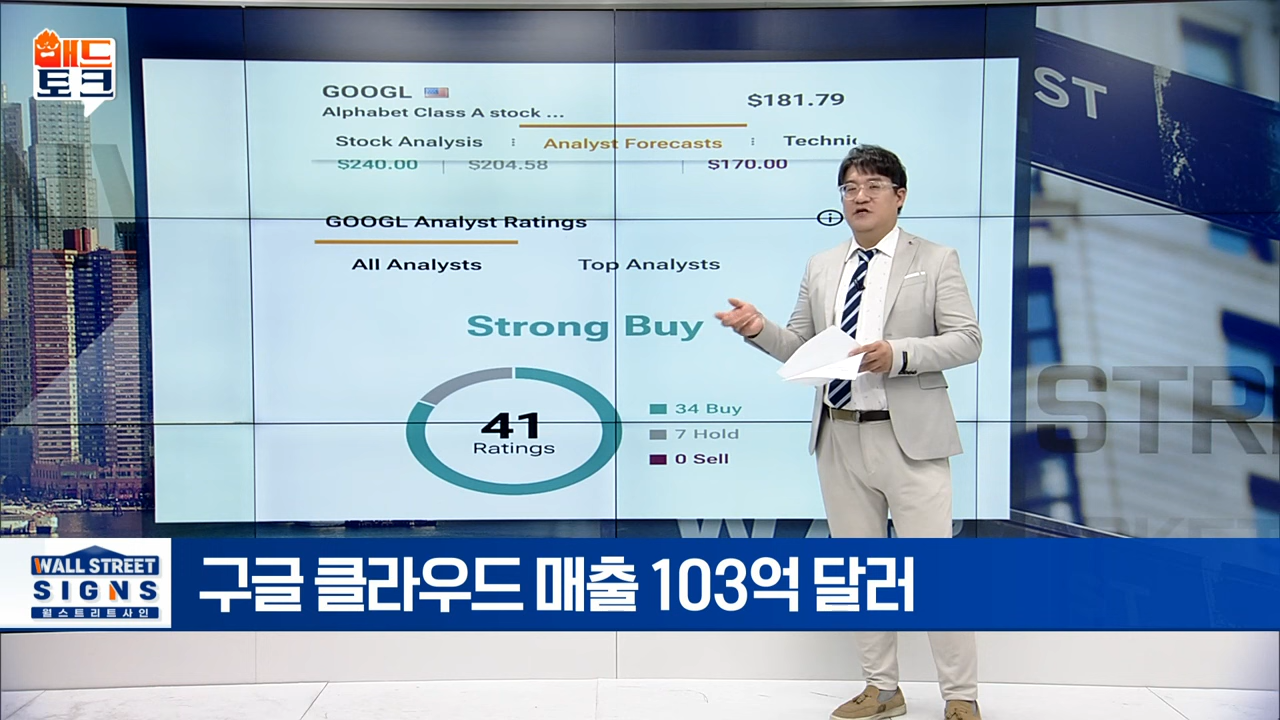 매드
토크
GOOGL
Alphabet Class A stock ...
$181.79
Stock Analysis
Analyst Forecasts
$240.00
$204.58
$170.00
GOOGL Analyst Ratings
All Analysts
Top Analysts
Strong Buy
41
Ratings
34 Buy
7 Hold
0 Sell
ST
WALL STREET
SIGNS
월스트리트사인
구글 클라우드 매출 103억 달러